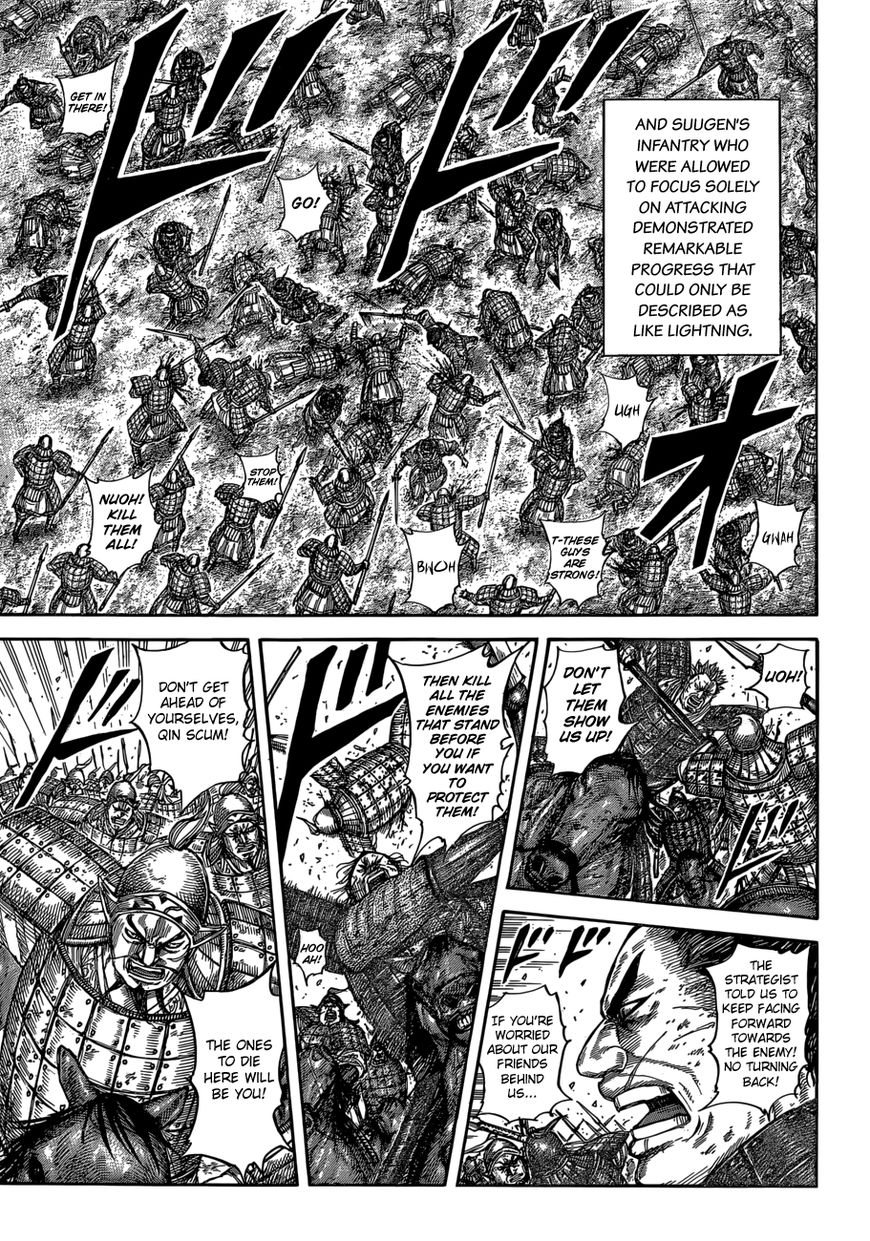 ドドオ
AND SUUGEN'S
INFANTRY WHO
WERE ALLOWED
TO FOCUS SOLELY
ON ATTACKING
DEMONSTRATED
REMARKABLE
PROGRESS THAT
COULD ONLY BE
DESCRIBED AS
LIKE LIGHTNING.
GET IN
THERE!
GO!
UGH
GWAH
T-THESE
GUYS
ARE
STRONG!
BWOH
STOP
THEM!
NUOH!
KILL
THEM
ALL!
UOH!
DON'T
LET
THEM
SHOW
US UP!
ドド
THE
STRATEGIST
TOLD US TO
KEEP FACING
FORWARD
TOWARDS
THE ENEMY!
NO TURNING
BACK!
ドド
IF YOU'RE
WORRIED
ABOUT OUR
FRIENDS
BEHIND
US...
THEN KILL
ALL THE
ENEMIES
THAT STAND
BEFORE
YOU IF
YOU WANT
TO
PROTECT
THEM!
ド
HOO
AH!
ド
DON'T GET
AHEAD OF
YOURSELVES,
QIN SCUM!
THE ONES
TO DIE
HERE WILL
BE YOU!